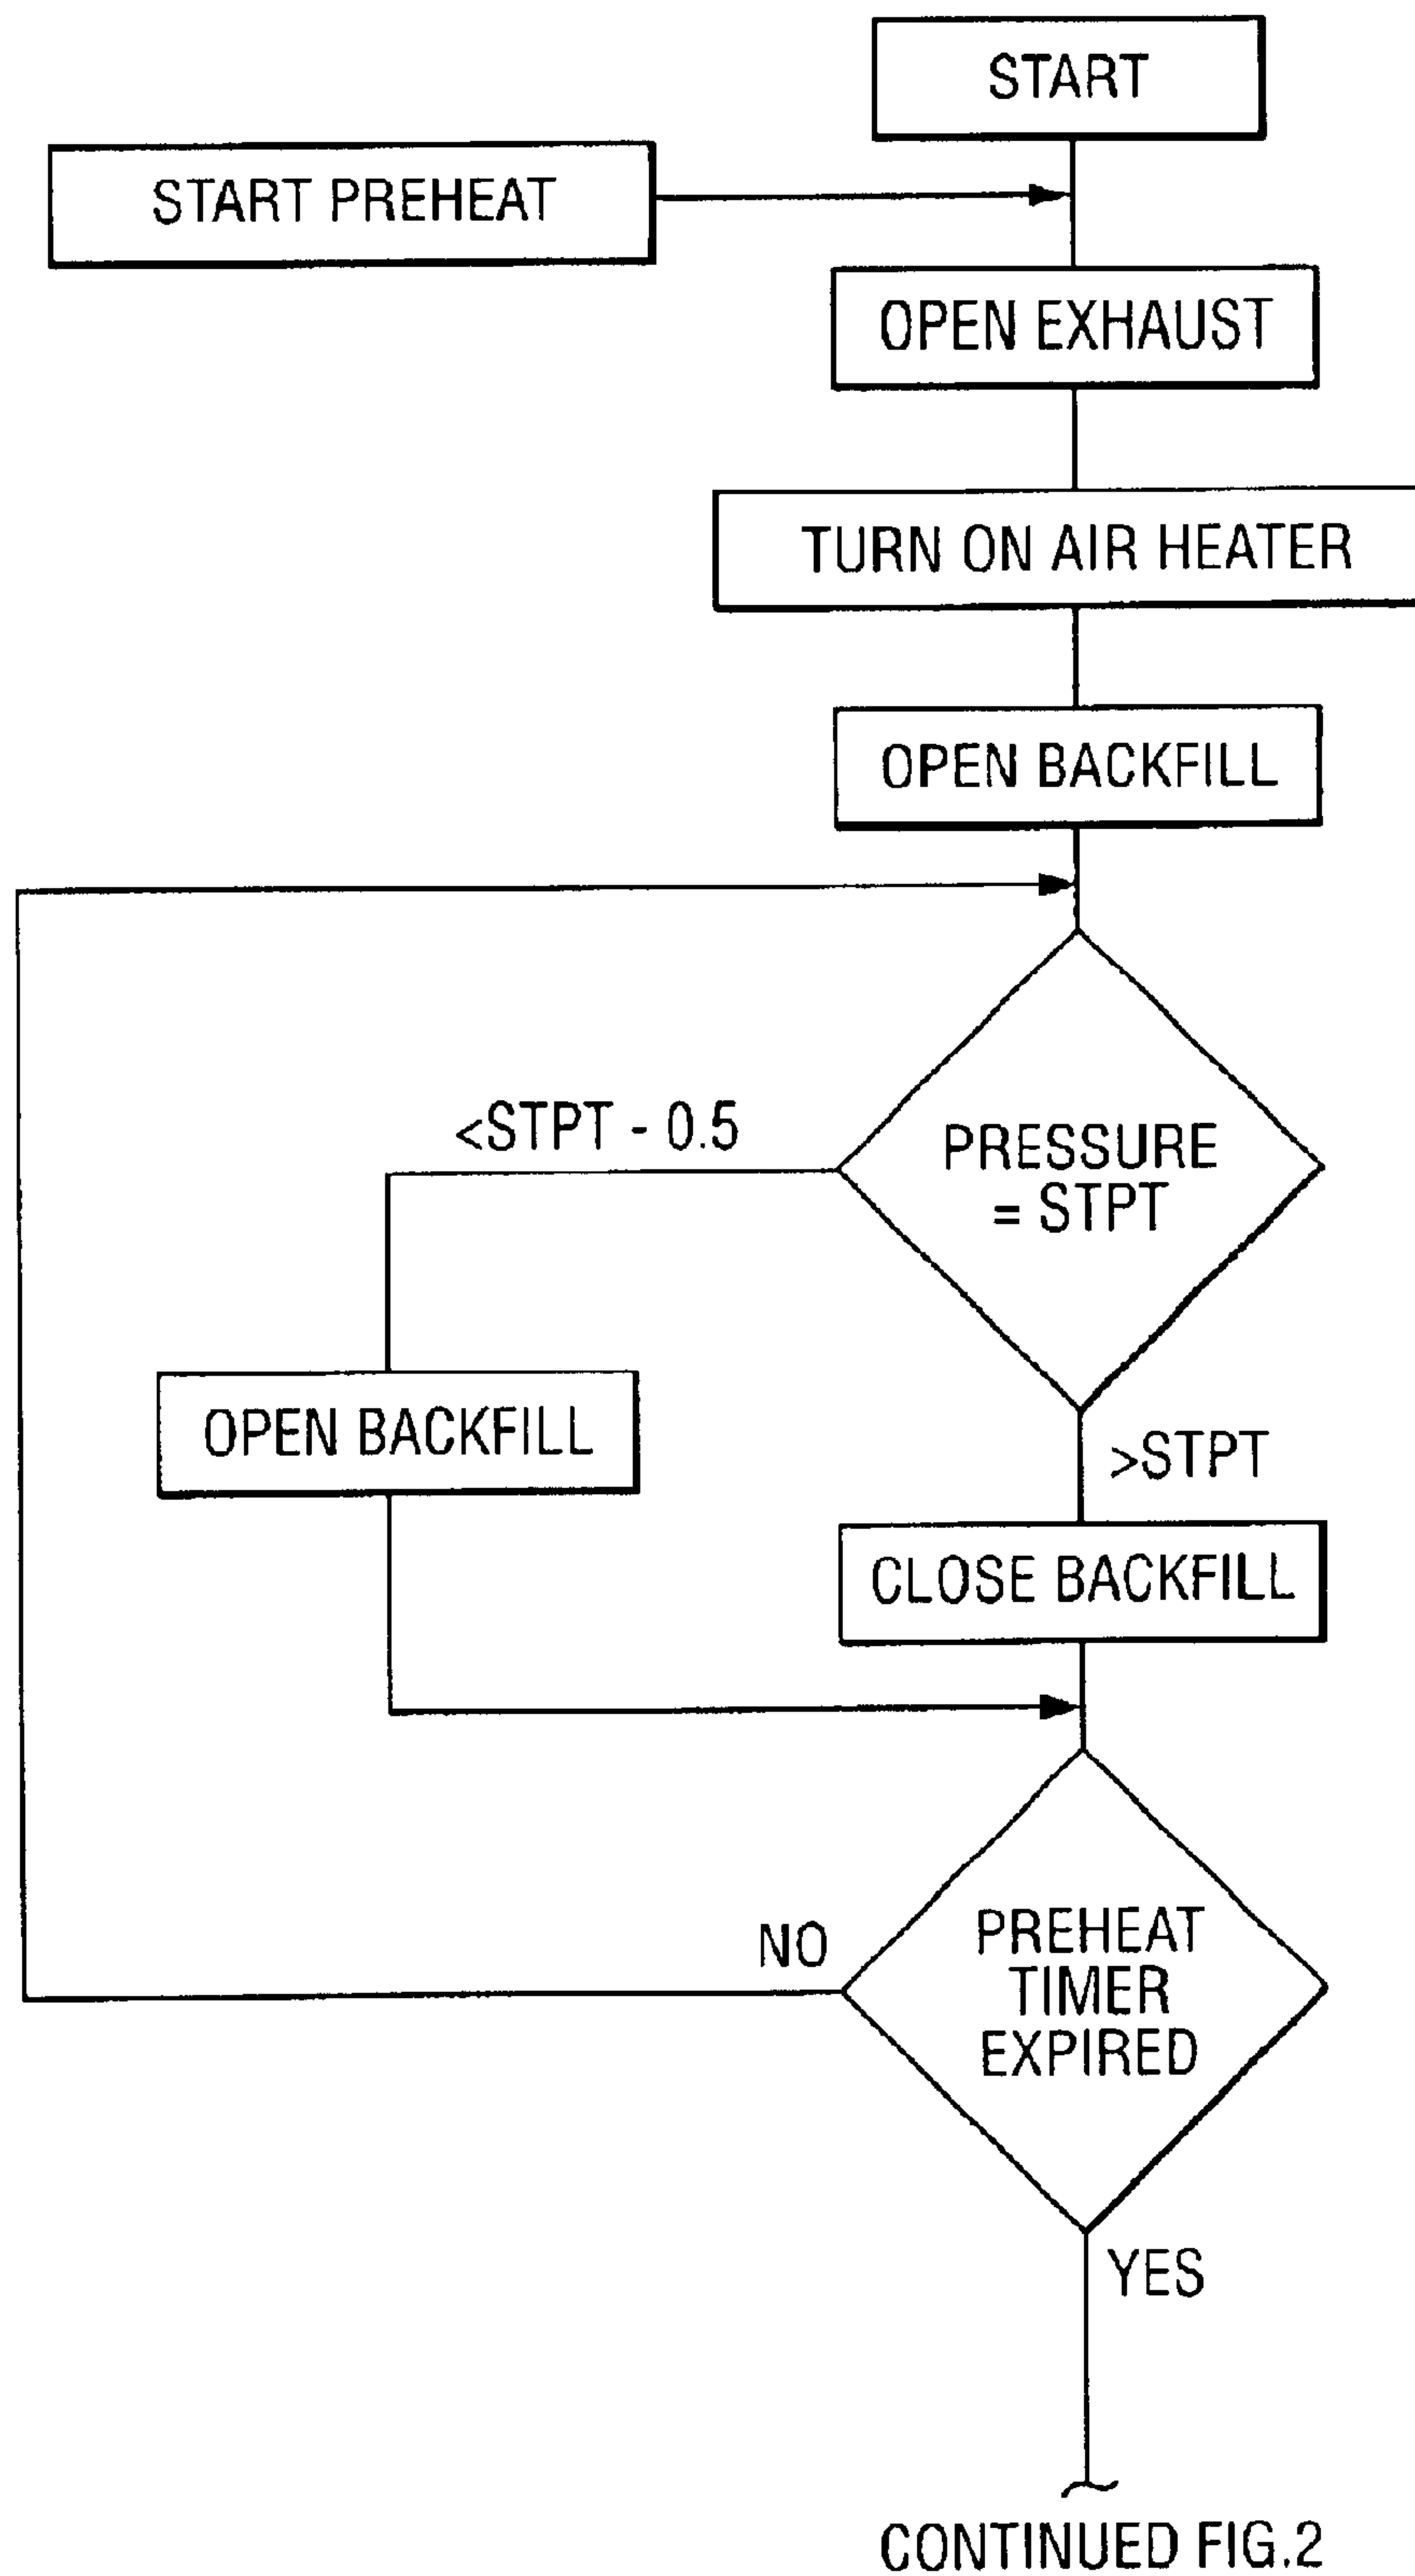 START
START PREHEAT
OPEN EXHAUST
TURN ON AIR HEATER
OPEN BACKFILL
<STPT - 0.5
PRESSURE
= STPT
OPEN BACKFILL
>STPT
CLOSE BACKFILL
NO
PREHEAT
TIMER
EXPIRED
YES
CONTINUED FIG.2